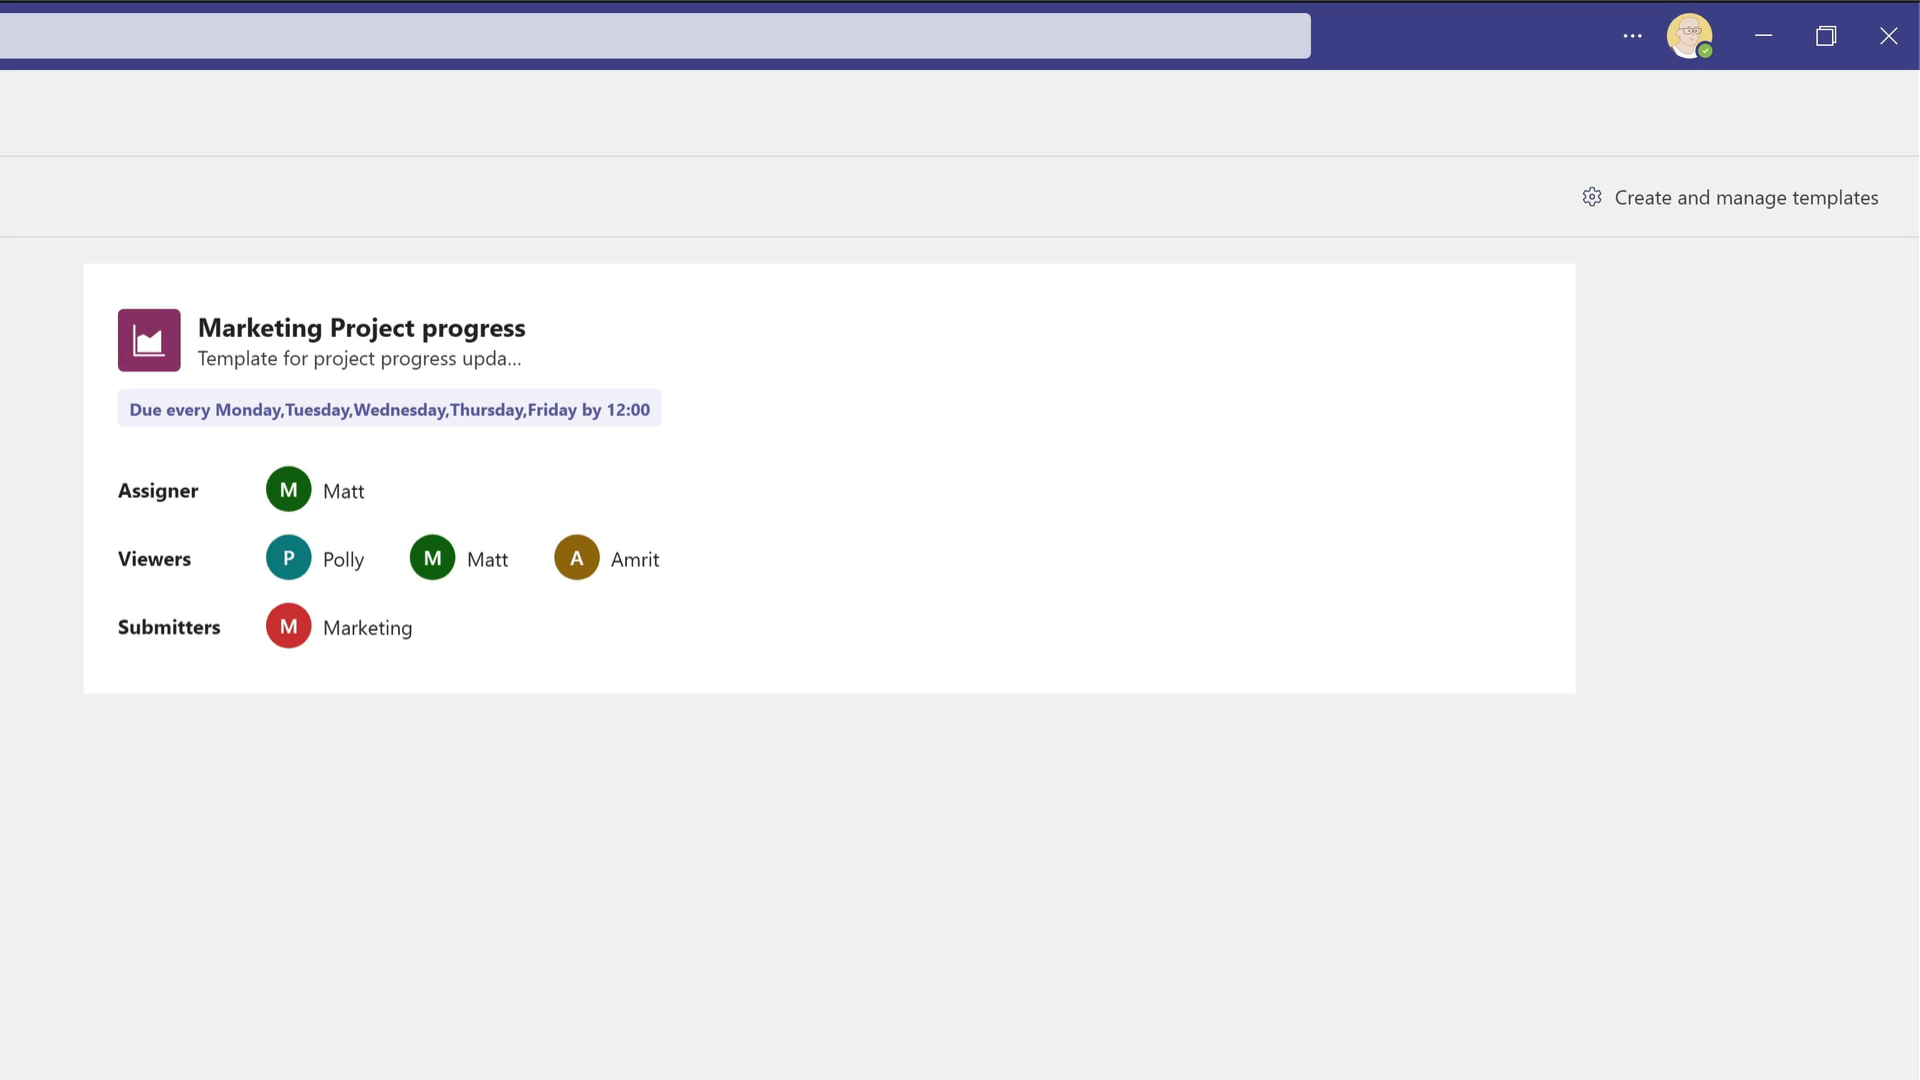 Create and manage templates
Marketing Project progress
Template for project progress upda...
Due every Monday,Tuesday,Wednesday,Thursday,Friday by 12:00
Assigner M Matt
Viewers P Polly M Matt A Amrit
Submitters M Marketing